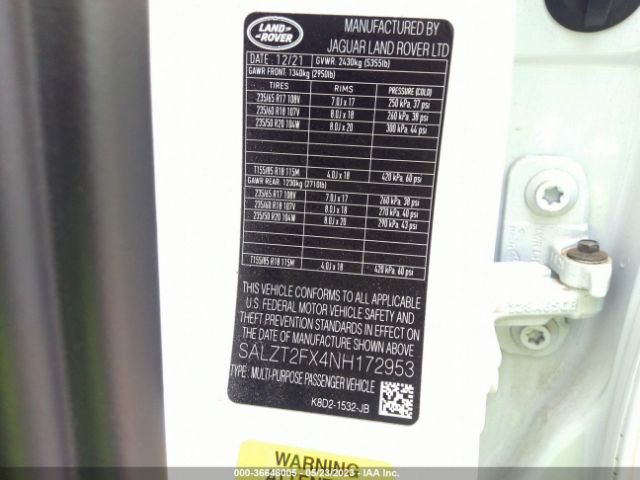 LAND
ROVER
MANUFACTURED BY
JAGUAR LAND ROVER LTD
DATE : 12/21 GVWR: 2430kg (5355lb)
GAWR FRONT: 1340kg (2950lb)
TIRES RIMS PRESSURE (COLD)
235/65 R17 108V 7.0J x 17 250 kPa, 37 psi
235/60 R18 107V 8.0J x 18 260 kPa, 38 psi
235/50 R20 104W 8.0J x 20 300 kPa, 44 psi
T155/85 R18 115M 4.0J x 18 420 kPa, 60 psi
GAWR REAR: 1230kg (2710lb)
235/65 R17 108V 7.0J x 17 260 kPa, 38 psi
235/60 R18 107V 8.0J x 18 270 kPa, 40 psi
235/50 R20 104W 8.0J x 20 290 kPa, 43 psi
T155/85 R18 115M 4.0J x 18 420 kPa, 60 psi
THIS VEHICLE CONFORMS TO ALL APPLICABLE
U.S. FEDERAL MOTOR VEHICLE SAFETY AND
THEFT PREVENTION STANDARDS IN EFFECT ON
THE DATE OF MANUFACTURE SHOWN ABOVE
SALZT2FX4NH172953
TYPE : MULTI-PURPOSE PASSENGER VEHICLE
K8D2-1532-JB
WARNING
36646005 - 05/23/2023 - IAA Inc.